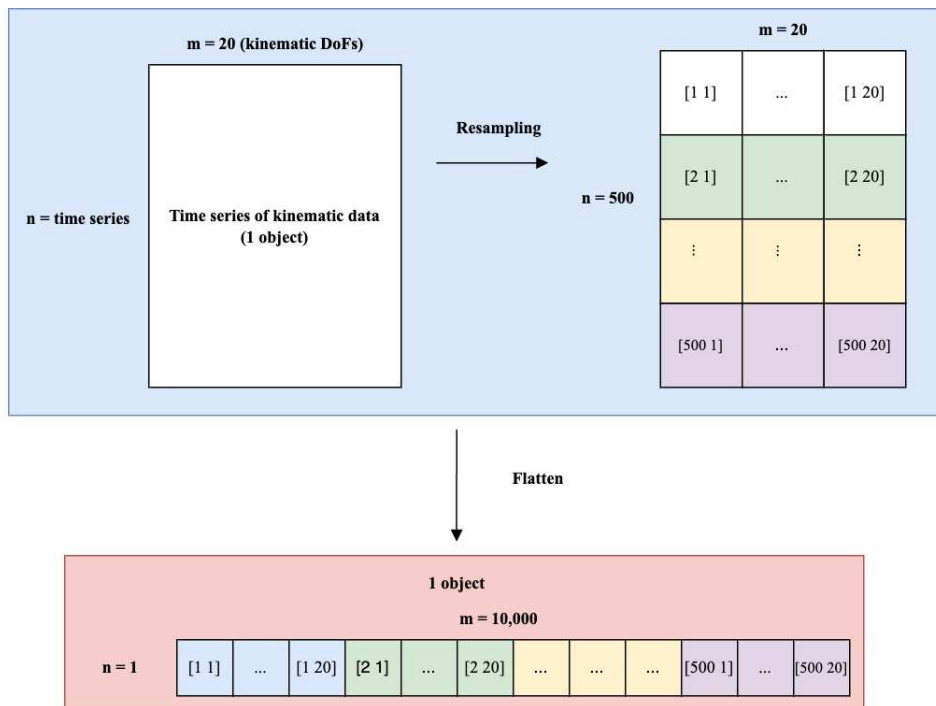 m = 20 (kinematic DoFs)
n = time series
Time series of kinematic data
(1 object)
Resampling
m = 20
n = 500
[1 1] ... [1 20]
[2 1] ... [2 20]
⋮ ⋮ ⋮
[500 1] ... [500 20]
Flatten
1 object
m = 10,000
n = 1
[1 1] ... [1 20] [2 1] ... [2 20] ... ... ... [500 1] ... [500 20]